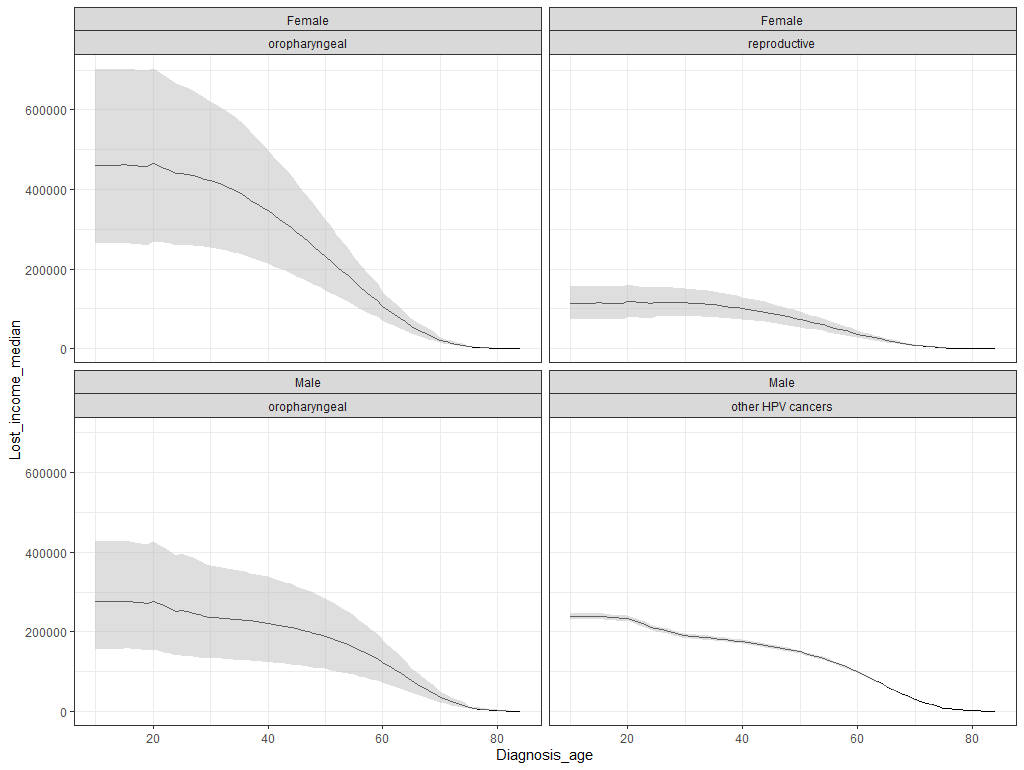 Female
Female
oropharyngeal
reproductive
600000
400000
200000
0
Male
Male
oropharyngeal
other HPV cancers
600000
400000
200000
0
20
40
60
80
20
40
60
80
Diagnosis_age
Lost_income_median